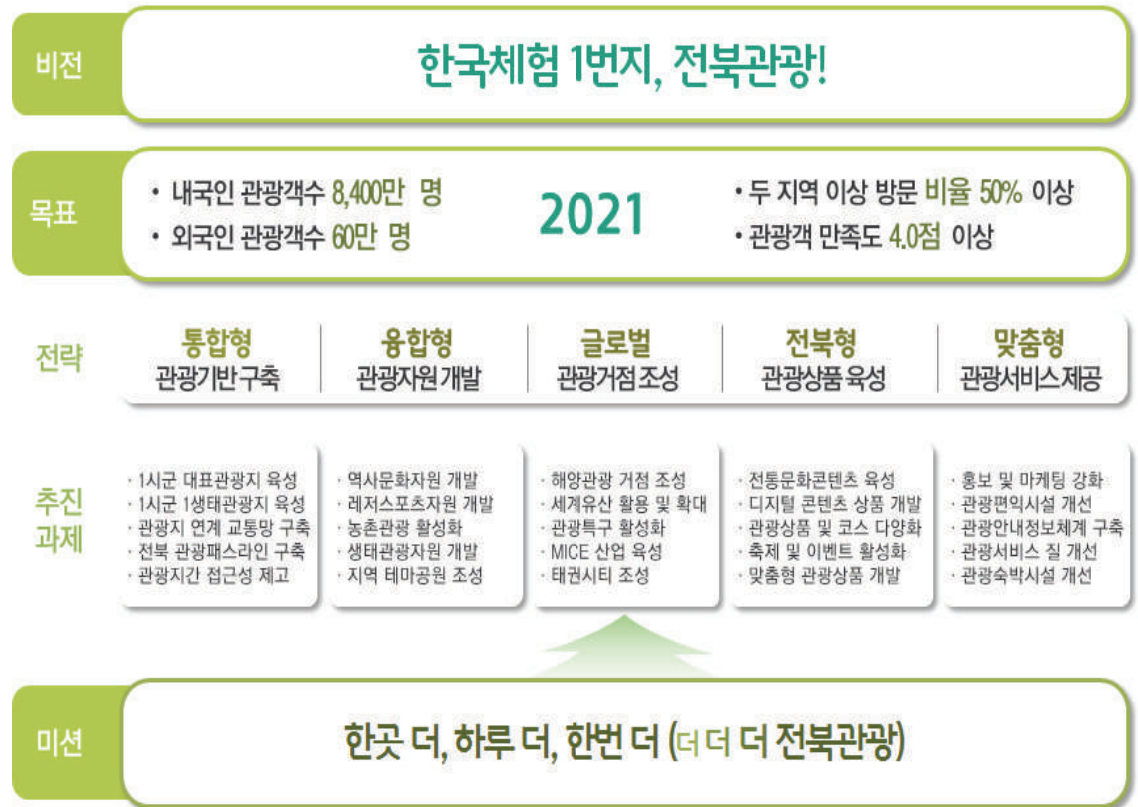 비전
한국체험 1번지, 전북관광!
목표
• 내국인 관광객수 8,400만 명
• 외국인 관광객수 60만 명
2021
• 두 지역 이상 방문 비율 50% 이상
• 관광객 만족도 4.0점 이상
전략
통합형
관광기반 구축
융합형
관광자원 개발
글로벌
관광거점 조성
전북형
관광상품 육성
맞춤형
관광서비스 제공
추진
과제
· 1시군 대표관광지 육성
· 1시군 1생태관광지 육성
· 관광지 연계 교통망 구축
· 전북 관광패스라인 구축
· 관광지간 접근성 제고
· 역사문화자원 개발
· 레저스포츠자원 개발
· 농촌관광 활성화
· 생태관광자원 개발
· 지역 테마공원 조성
· 해양관광 거점 조성
· 세계유산 활용 및 확대
· 관광특구 활성화
· MICE 산업 육성
· 태권시티 조성
· 전통문화콘텐츠 육성
· 디지털 콘텐츠 상품 개발
· 관광상품 및 코스 다양화
· 축제 및 이벤트 활성화
· 맞춤형 관광상품 개발
· 홍보 및 마케팅 강화
· 관광편익시설 개선
· 관광안내정보체계 구축
· 관광서비스 질 개선
· 관광숙박시설 개선
미션
한곳 더, 하루 더, 한번 더 (더 더 더 전북관광)